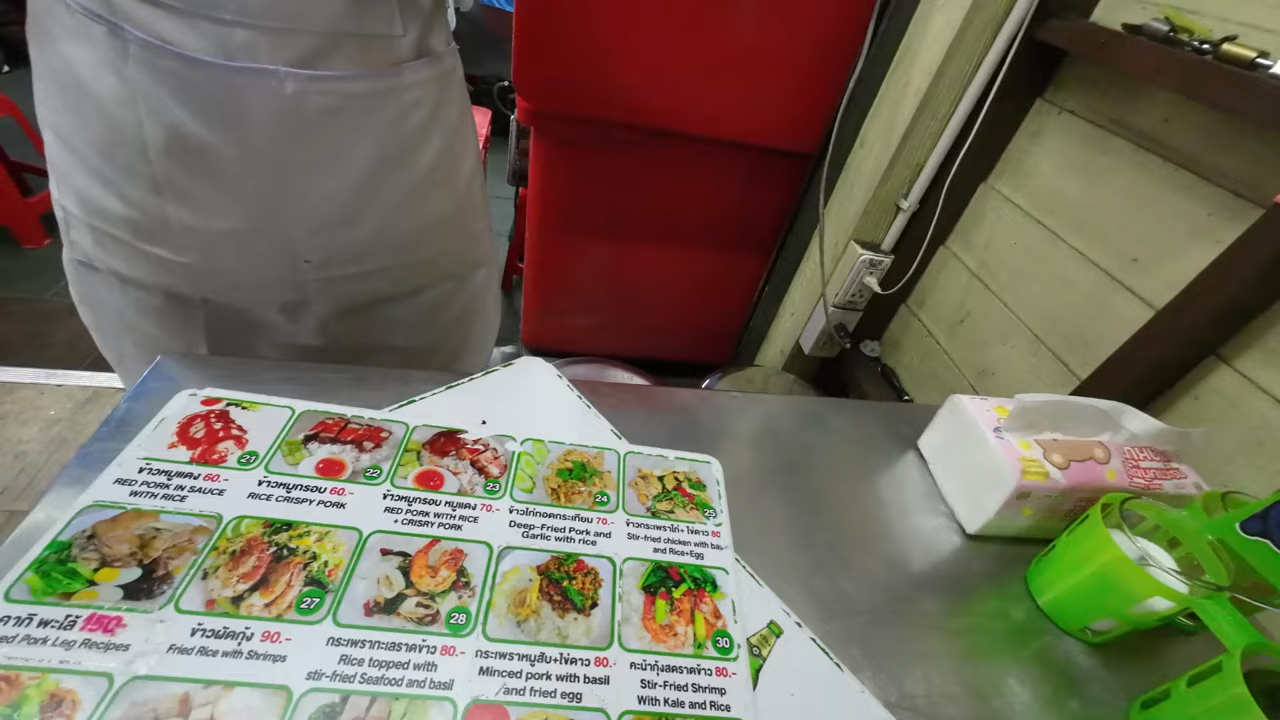 21
22
23
24
25
ข้าวหมูแดง 60.-
RED PORK IN SAUCE
WITH RICE
ข้าวหมูกรอบ 60.-
RICE CRISPY PORK
ข้าวหมูกรอบ หมูแดง 70.-
RED PORK WITH RICE
+ CRISRY PORK
ข้าวไก่ทอดกระเทียม 70.-
Deep-Fried Pork and
Garlic with rice
ข้าวกระเพราไก่+ไข่ดาว 80
Stir-fried chicken with bas
and Rice+Egg
27
28
30
คากิ พะโล้ 150.-
ed Pork Leg Recipes
ข้าวผัดกุ้ง 90.-
Fried Rice with Shrimps
กระเพราทะเลราดข้าว 80.-
Rice topped with
stir-fried Seafood and basil
กระเพราหมูสับ+ไข่ดาว 80.-
Minced pork with basil
and fried egg
คะน้ากุ้งสดราดข้าว 80.-
Stir-Fried Shrimp
With Kale and Rice